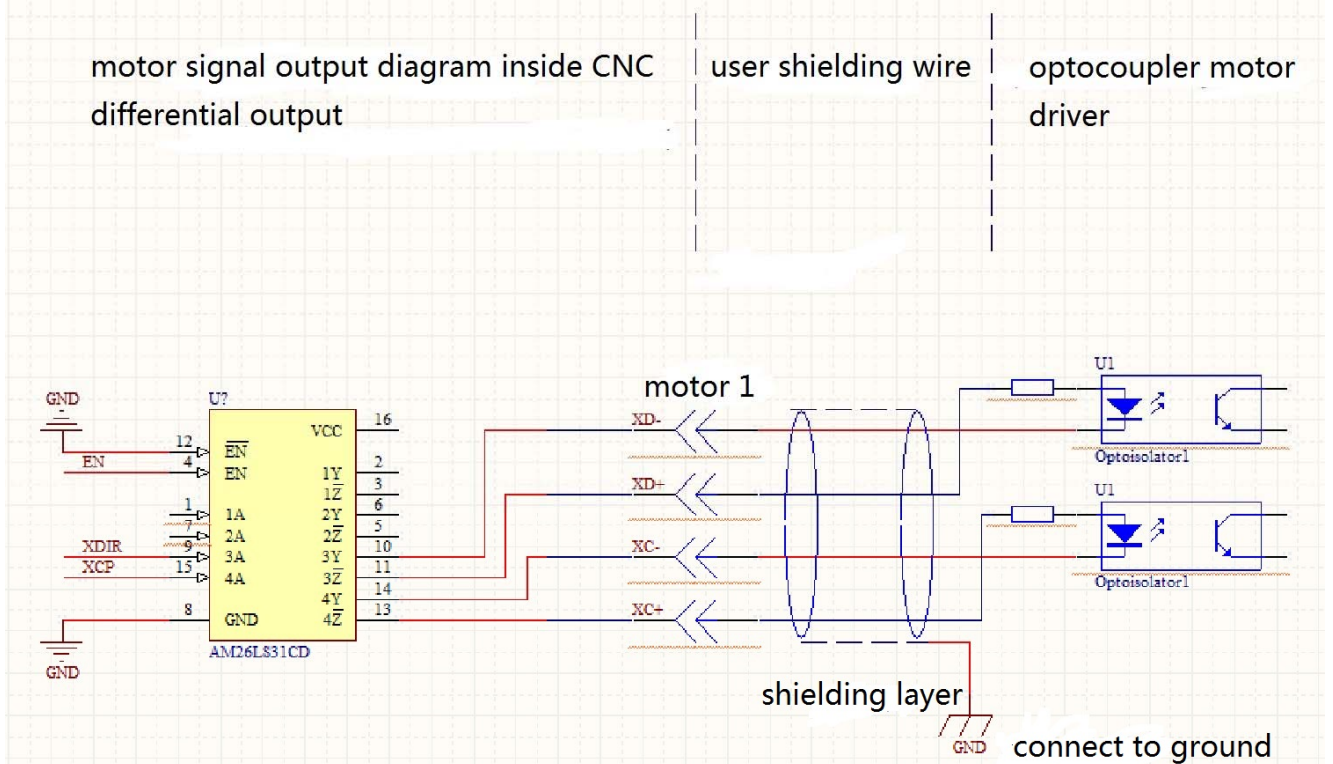 motor signal output diagram inside CNC
differential output
user shielding wire
optocoupler motor
driver
motor 1
GND
U?
12
EN
16
VCC
EN
4
EN
1Y
2
1Z
3
1
1A
2Y
6
7
2A
2Z
5
XDIR
9
3A
3Y
10
XCP
15
4A
3Z
11
4Y
14
8
GND
4Z
13
GND
AM26LS31CD
XD-
XD+
XC-
XC+
U1
Optoisolator1
U1
Optoisolator1
shielding layer
GND
connect to ground